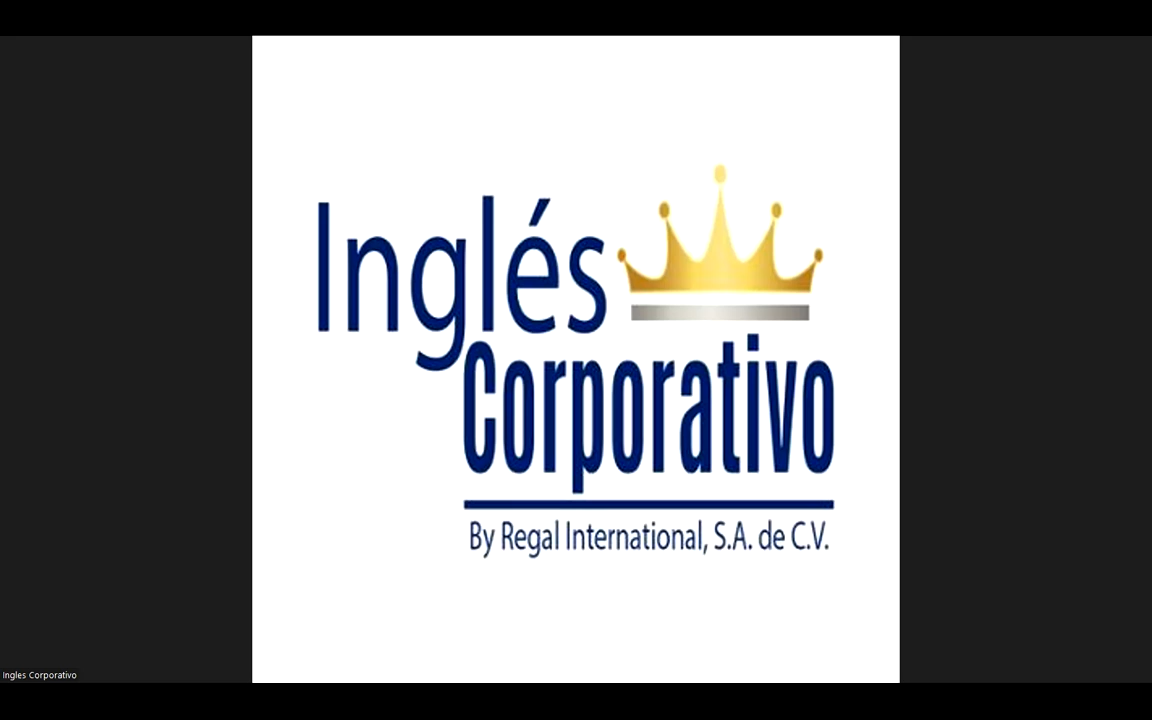 Inglés
Corporativo
By Regal International, S.A. de C.V.
Ingles Corporativo